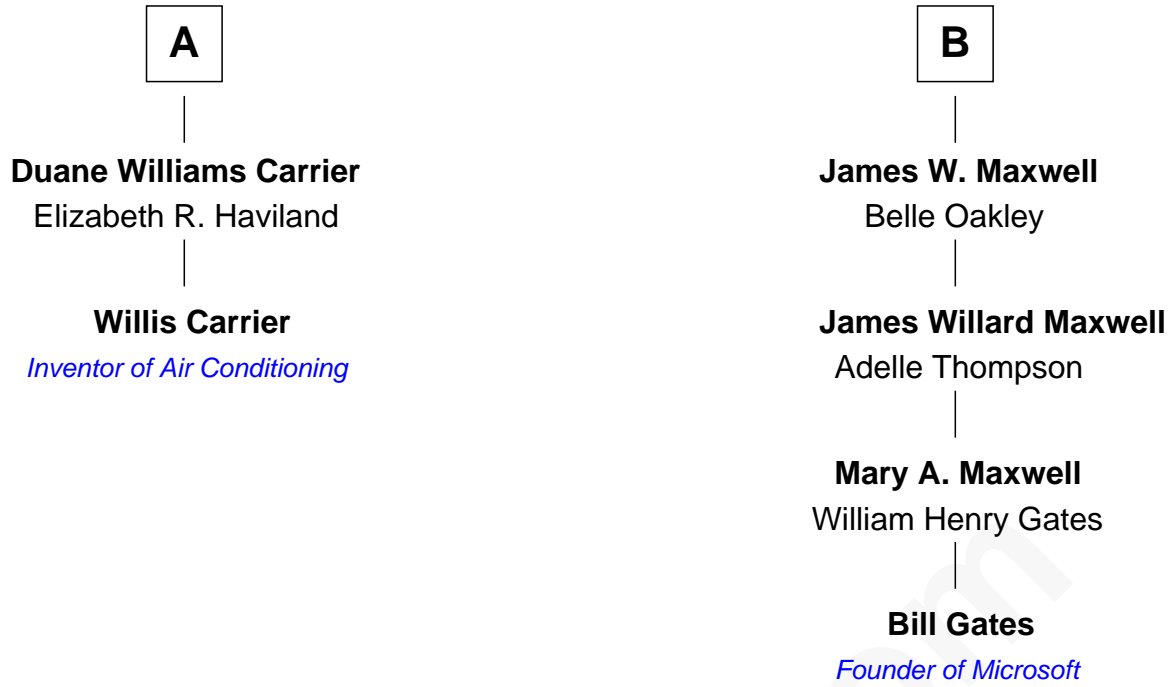 A
Duane Williams Carrier
Elizabeth R. Haviland
Willis Carrier
Inventor of Air Conditioning
B
James W. Maxwell
Belle Oakley
James Willard Maxwell
Adelle Thompson
Mary A. Maxwell
William Henry Gates
Bill Gates
Founder of Microsoft